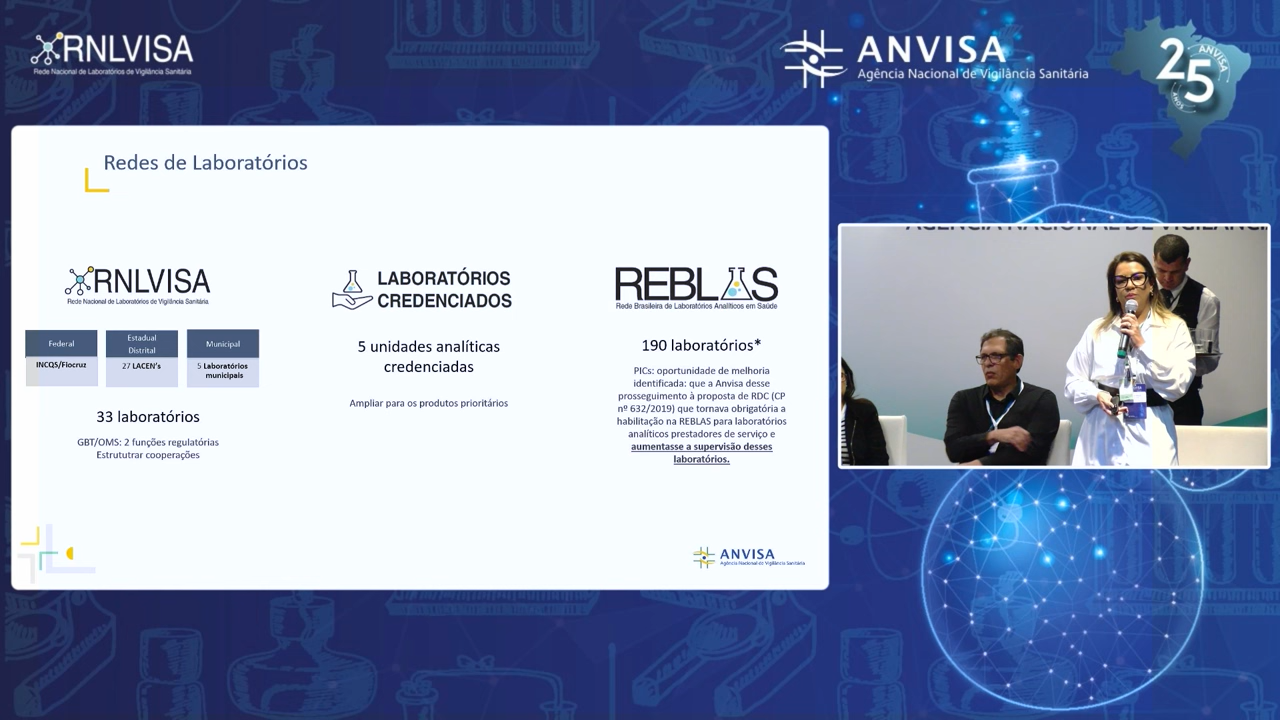 RNLVISA
Rede Nacional de Laboratórios de Vigilância Sanitária
ANVISA
Agência Nacional de Vigilância Sanitária
25
ANVISA
ANOS
Redes de Laboratórios
RNLVISA
Rede Nacional de Laboratórios de Vigilância Sanitária
Federal
INCQS/Fiocruz
Estadual
Distrital
27 LACEN's
Municipal
5 Laboratórios
municipais
33 laboratórios
GBT/OMS: 2 funções regulatórias
Estrututrar cooperações
LABORATÓRIOS
CREDENCIADOS
5 unidades analíticas
credenciadas
Ampliar para os produtos prioritários
REBLAS
Rede Brasileira de Laboratórios Analíticos em Saúde
190 laboratórios*
PICs: oportunidade de melhoria
identificada: que a Anvisa desse
prosseguimento à proposta de RDC (CP
nº 632/2019) que tornava obrigatória a
habilitação na REBLAS para laboratórios
analíticos prestadores de serviço e
aumentasse a supervisão desses
laboratórios.
ANVISA
Agência Nacional de Vigilância Sanitária
AGÊNCIA NACIONAL DE VIGILÂNCIA